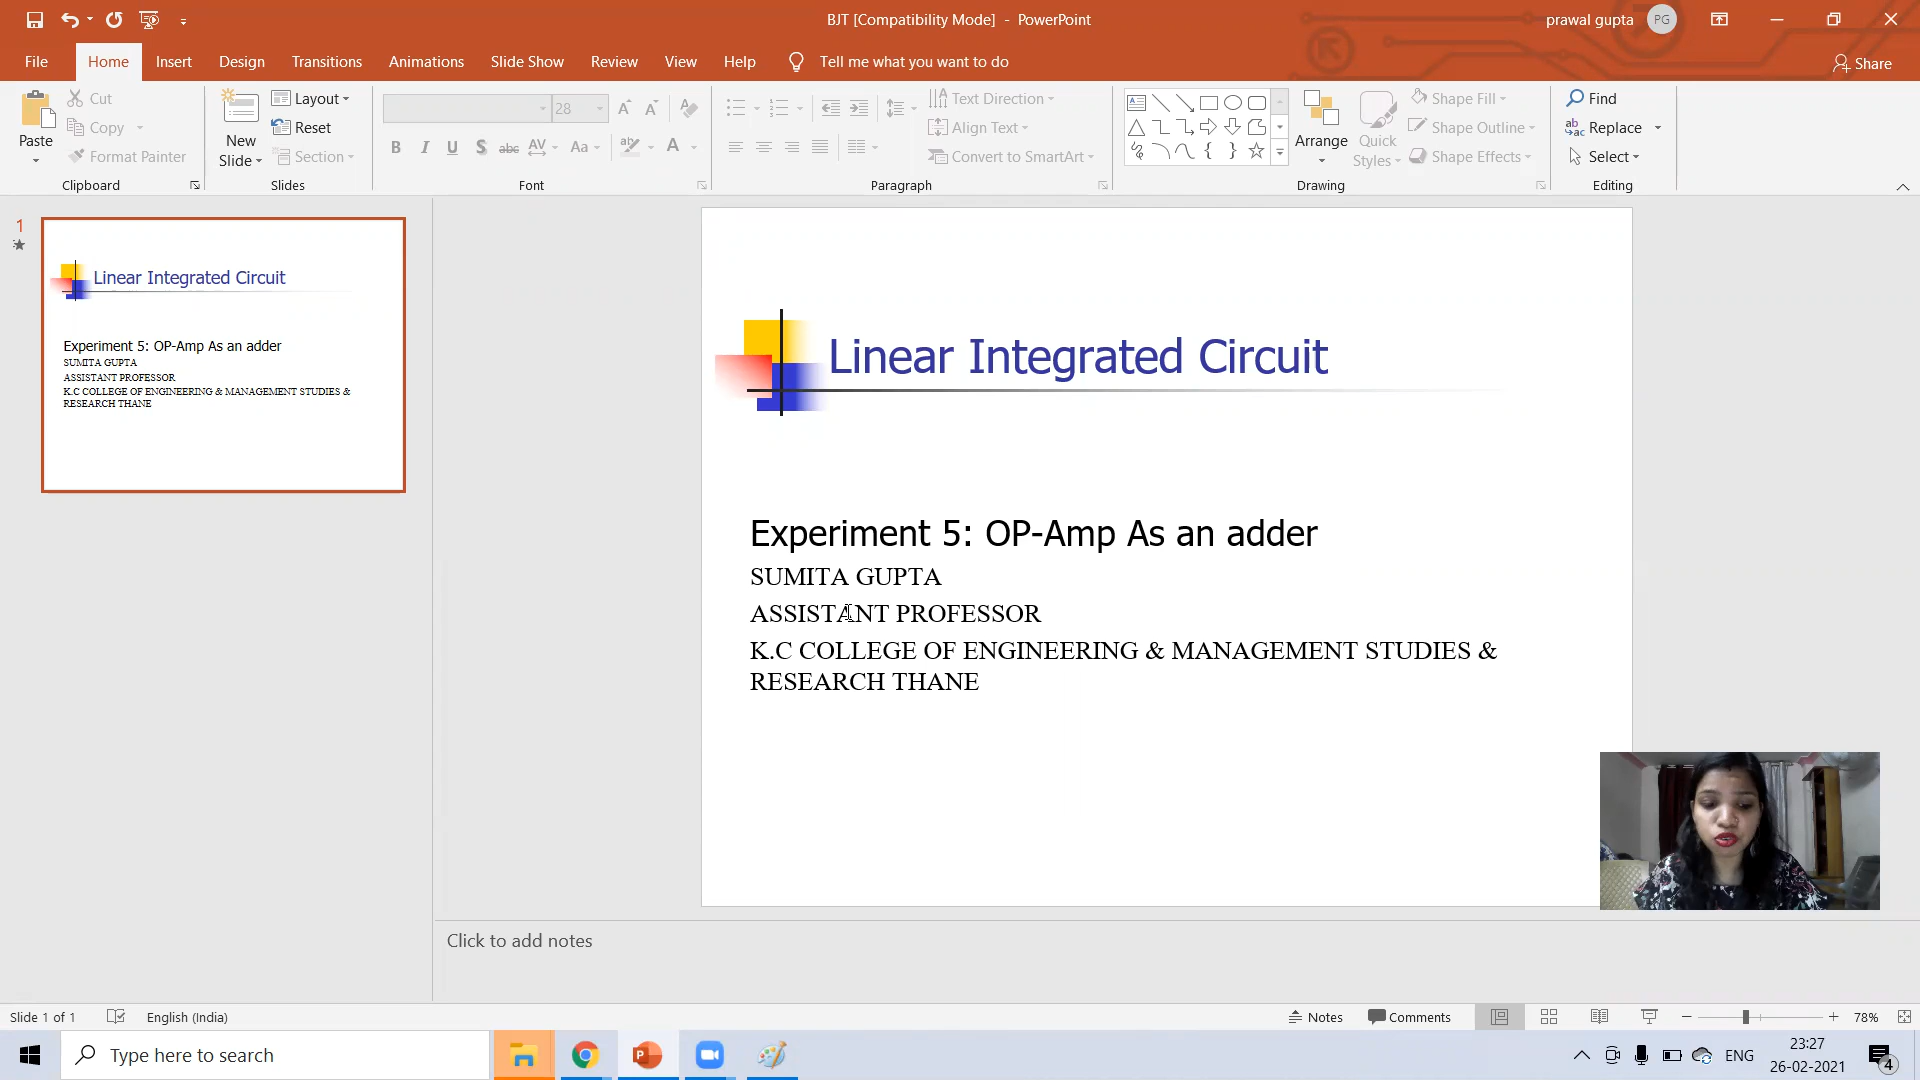 BJT [Compatibility Mode] - PowerPoint
prawal gupta
PG
File
Home
Insert
Design
Transitions
Animations
Slide Show
Review
View
Help
Tell me what you want to do
Share
Paste
Cut
Copy
Format Painter
Clipboard
New Slide
Layout
Reset
Section
Slides
28
Font
Text Direction
Align Text
Convert to SmartArt
Paragraph
Arrange
Quick Styles
Shape Fill
Shape Outline
Shape Effects
Drawing
Find
Replace
Select
Editing
1
Linear Integrated Circuit
Experiment 5: OP-Amp As an adder
SUMITA GUPTA
ASSISTANT PROFESSOR
K.C COLLEGE OF ENGINEERING & MANAGEMENT STUDIES &
RESEARCH THANE
Linear Integrated Circuit
Experiment 5: OP-Amp As an adder
SUMITA GUPTA
ASSISTANT PROFESSOR
K.C COLLEGE OF ENGINEERING & MANAGEMENT STUDIES &
RESEARCH THANE
Click to add notes
Slide 1 of 1
English (India)
Notes
Comments
78%
Type here to search
ENG
23:27
26-02-2021
4